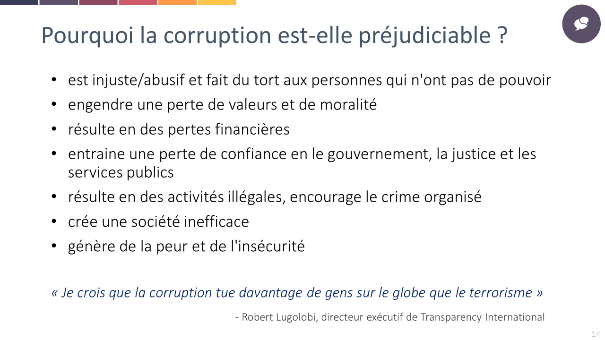 Pourquoi la corruption est-elle préjudiciable ?
• est injuste/abusif et fait du tort aux personnes qui n'ont pas de pouvoir
• engendre une perte de valeurs et de moralité
• résulte en des pertes financières
• entraine une perte de confiance en le gouvernement, la justice et les
services publics
• résulte en des activités illégales, encourage le crime organisé
• crée une société inefficace
• génère de la peur et de l'insécurité
« Je crois que la corruption tue davantage de gens sur le globe que le terrorisme »
- Robert Lugolobi, directeur exécutif de Transparency International
14